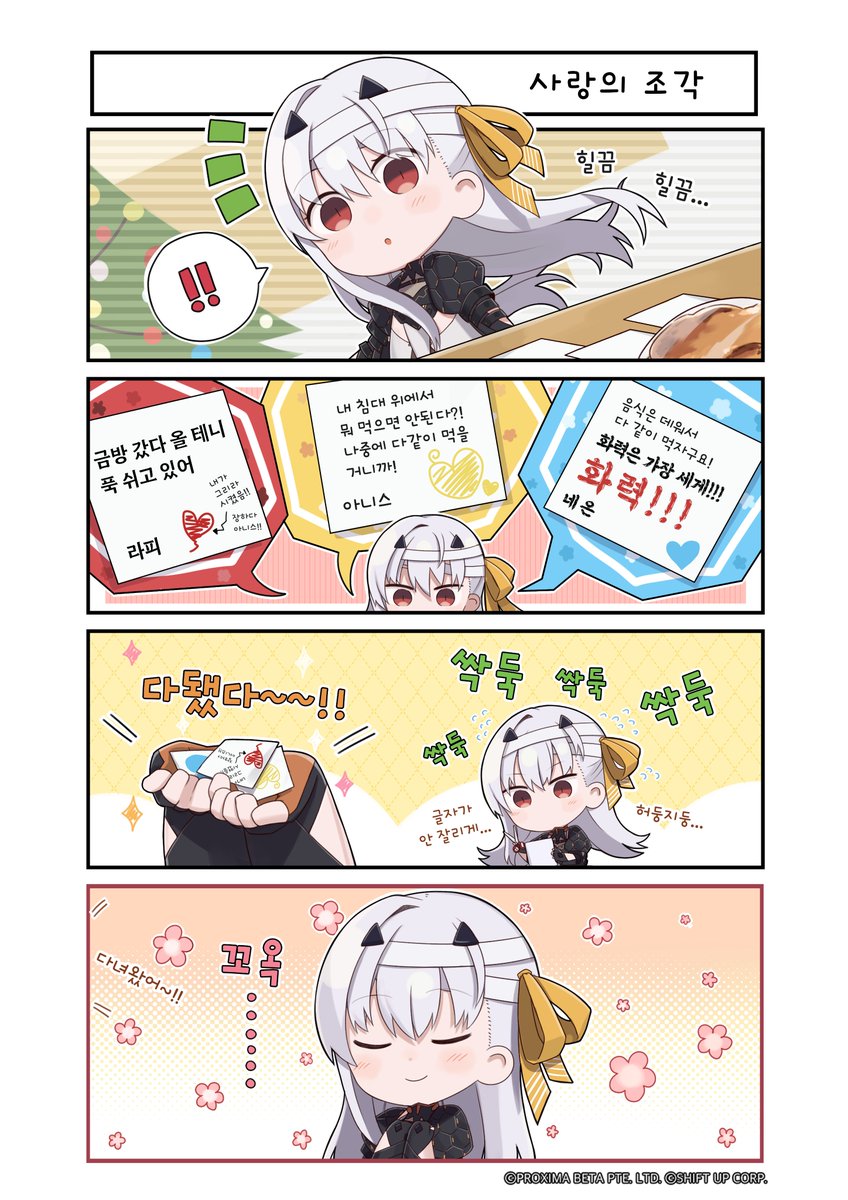 사랑의 조각
힐끔
힐끔...
!!
금방 갔다 올 테니
푹 쉬고 있어
내가
그리라
시켰음!!
장하다
아니스!!
라피
내 침대 위에서
뭐 먹으면 안된다?!
나중에 다같이 먹을
거니까!
아니스
음식은 데워서
다 같이 먹자구요!
화력은 가장 세게!!!
화력!!!
네온
다됐다~~!!
싹둑
싹둑
싹둑
싹둑
글자가
안 잘리게...
허둥지둥...
다녀왔어~!!
꼬옥
......
©PROXIMA BETA PTE. LTD. ©SHIFT UP CORP.